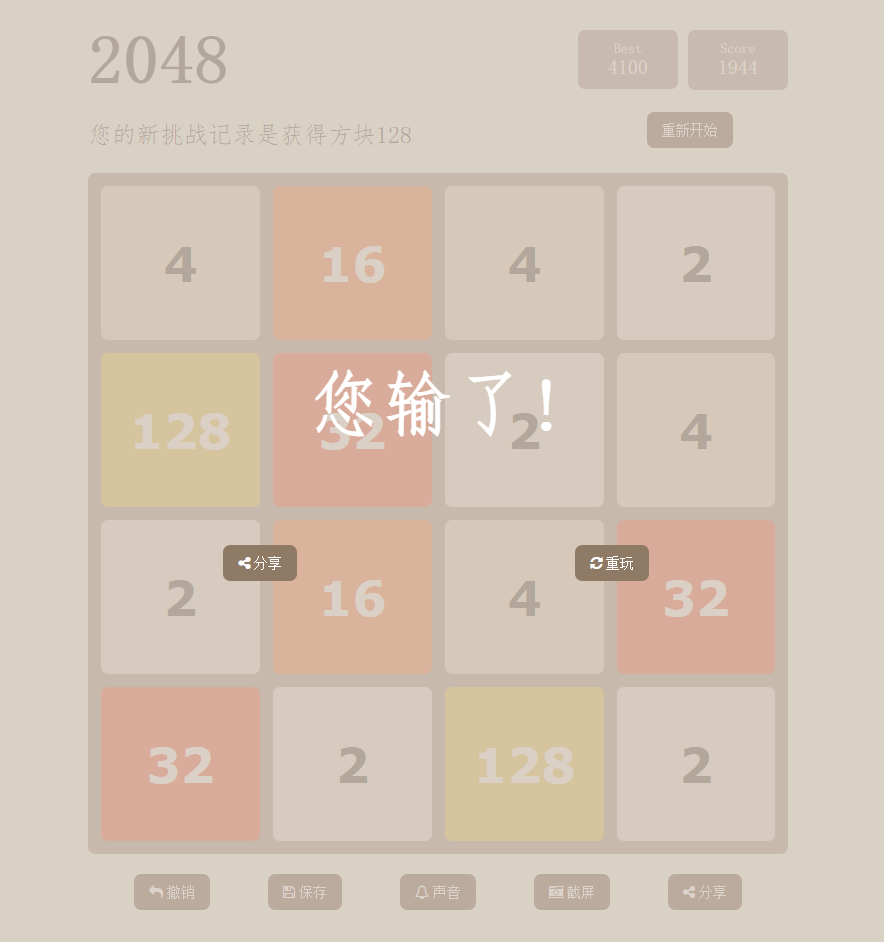 2048
Best
4100
Score
1944
您的新挑战记录是获得方块128
重新开始
4 16 4 2
128 32 2 4
您输了!
2 16 4 32
分享
重玩
32 2 128 2
撤销
保存
声音
截屏
分享